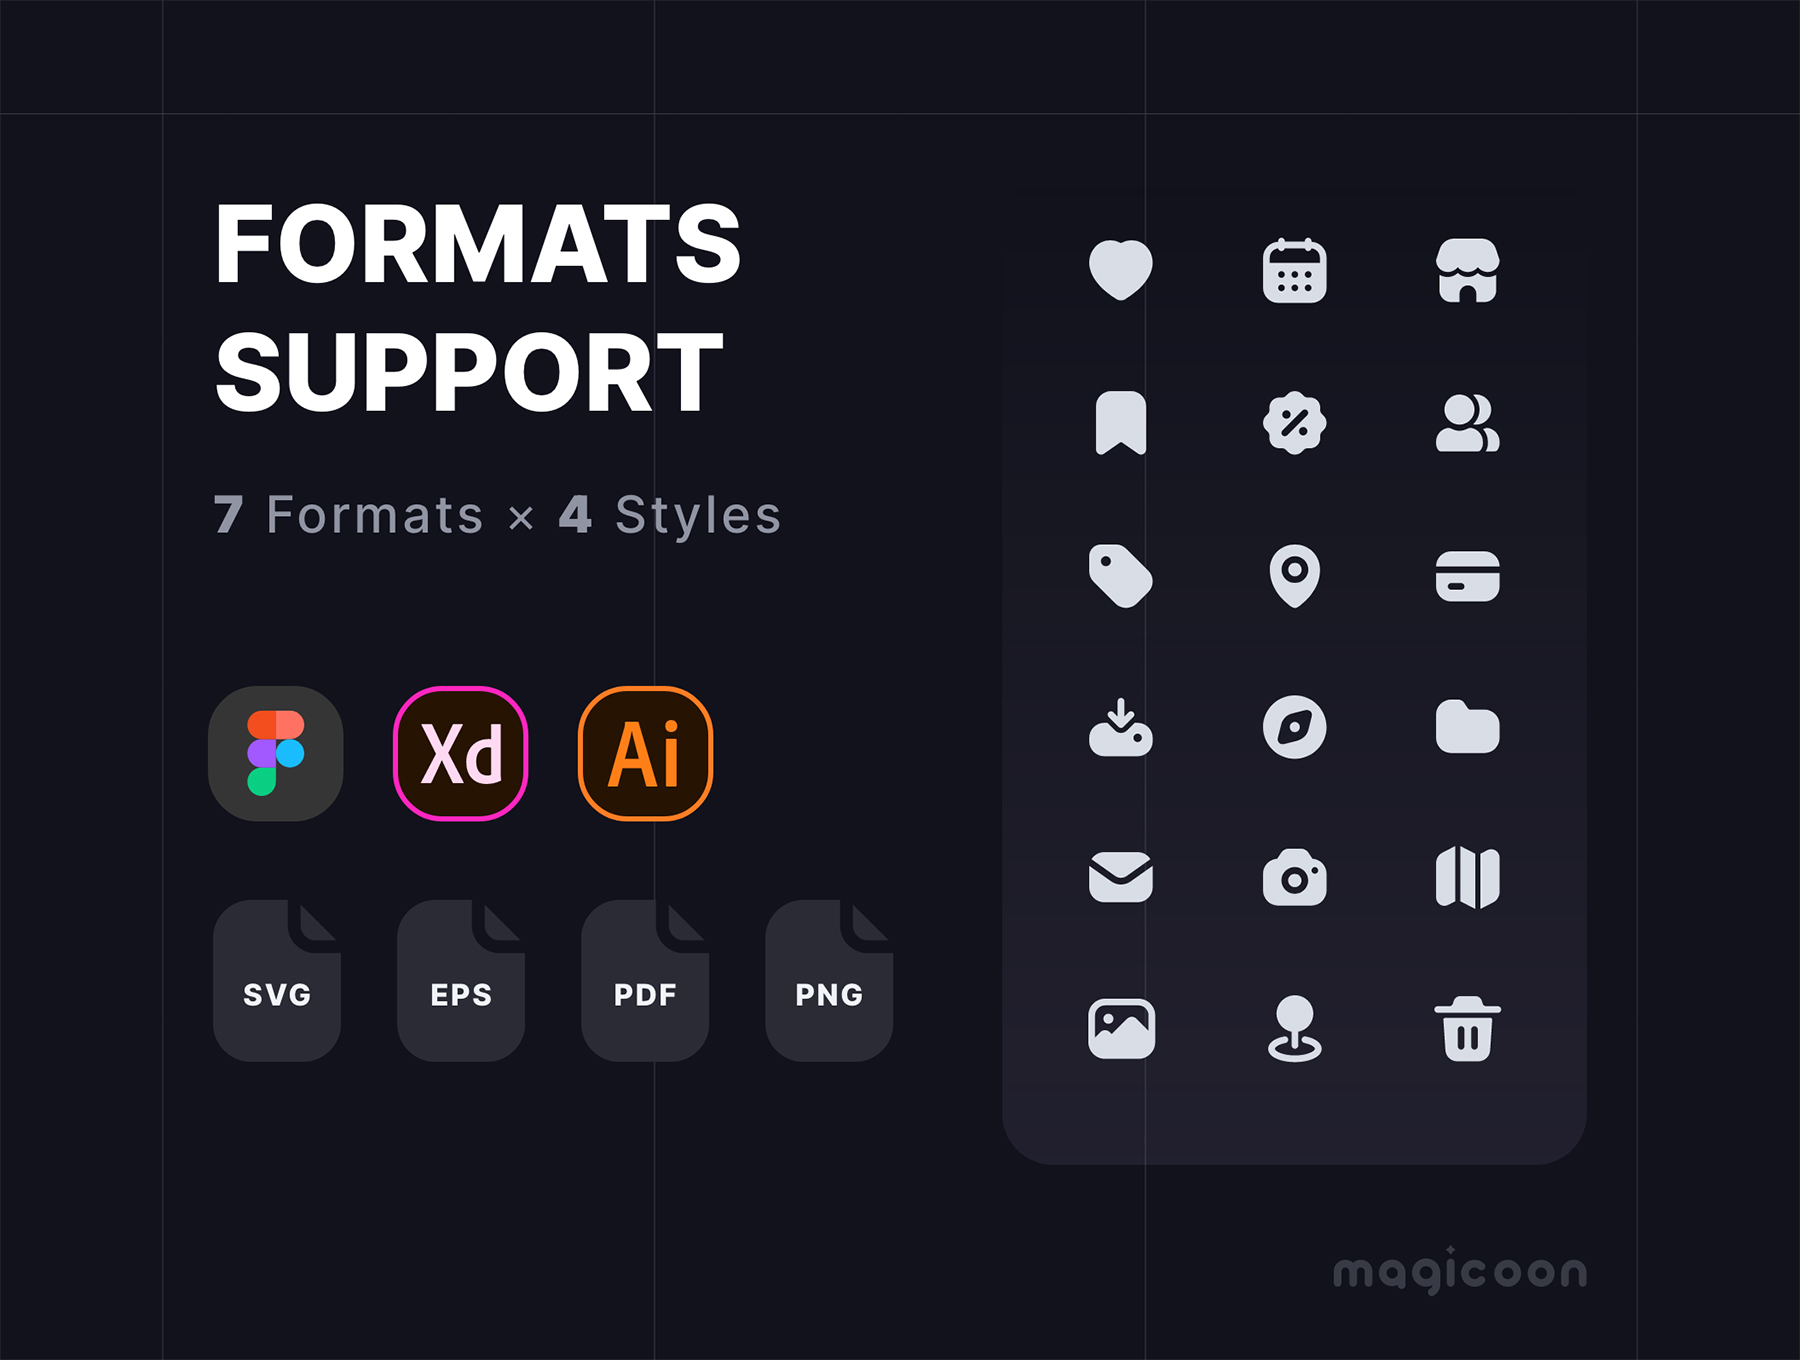 FORMATS
SUPPORT
7 Formats × 4 Styles
Xd
Ai
SVG
EPS
PDF
PNG
magicoon